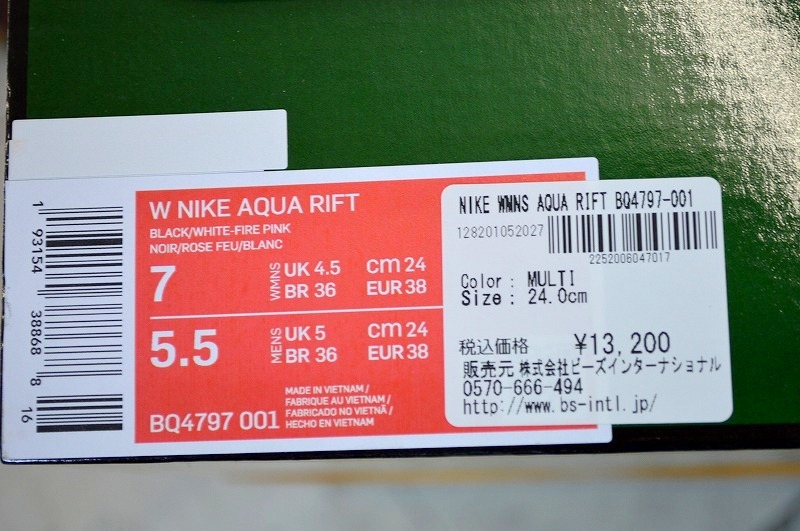 W NIKE AQUA RIFT
BLACK/WHITE-FIRE PINK
NOIR/ROSE FEU/BLANC
7
WMNS
UK 4.5
BR 36
cm 24
EUR 38
5.5
MENS
UK 5
BR 36
cm 24
EUR 38
BQ4797 001
MADE IN VIETNAM /
FABRIQUE AU VIETNAM /
FABRICADO NO VIETNÃ /
HECHO EN VIETNAM
1 93154 38868 8
16
NIKE WMNS AQUA RIFT BQ4797-001
128201052027
2252006047017
Color : MULTI
Size : 24.0cm
税込価格 ¥13,200
販売元 株式会社ビーズインターナショナル
0570-666-494
http://www.bs-intl.jp/